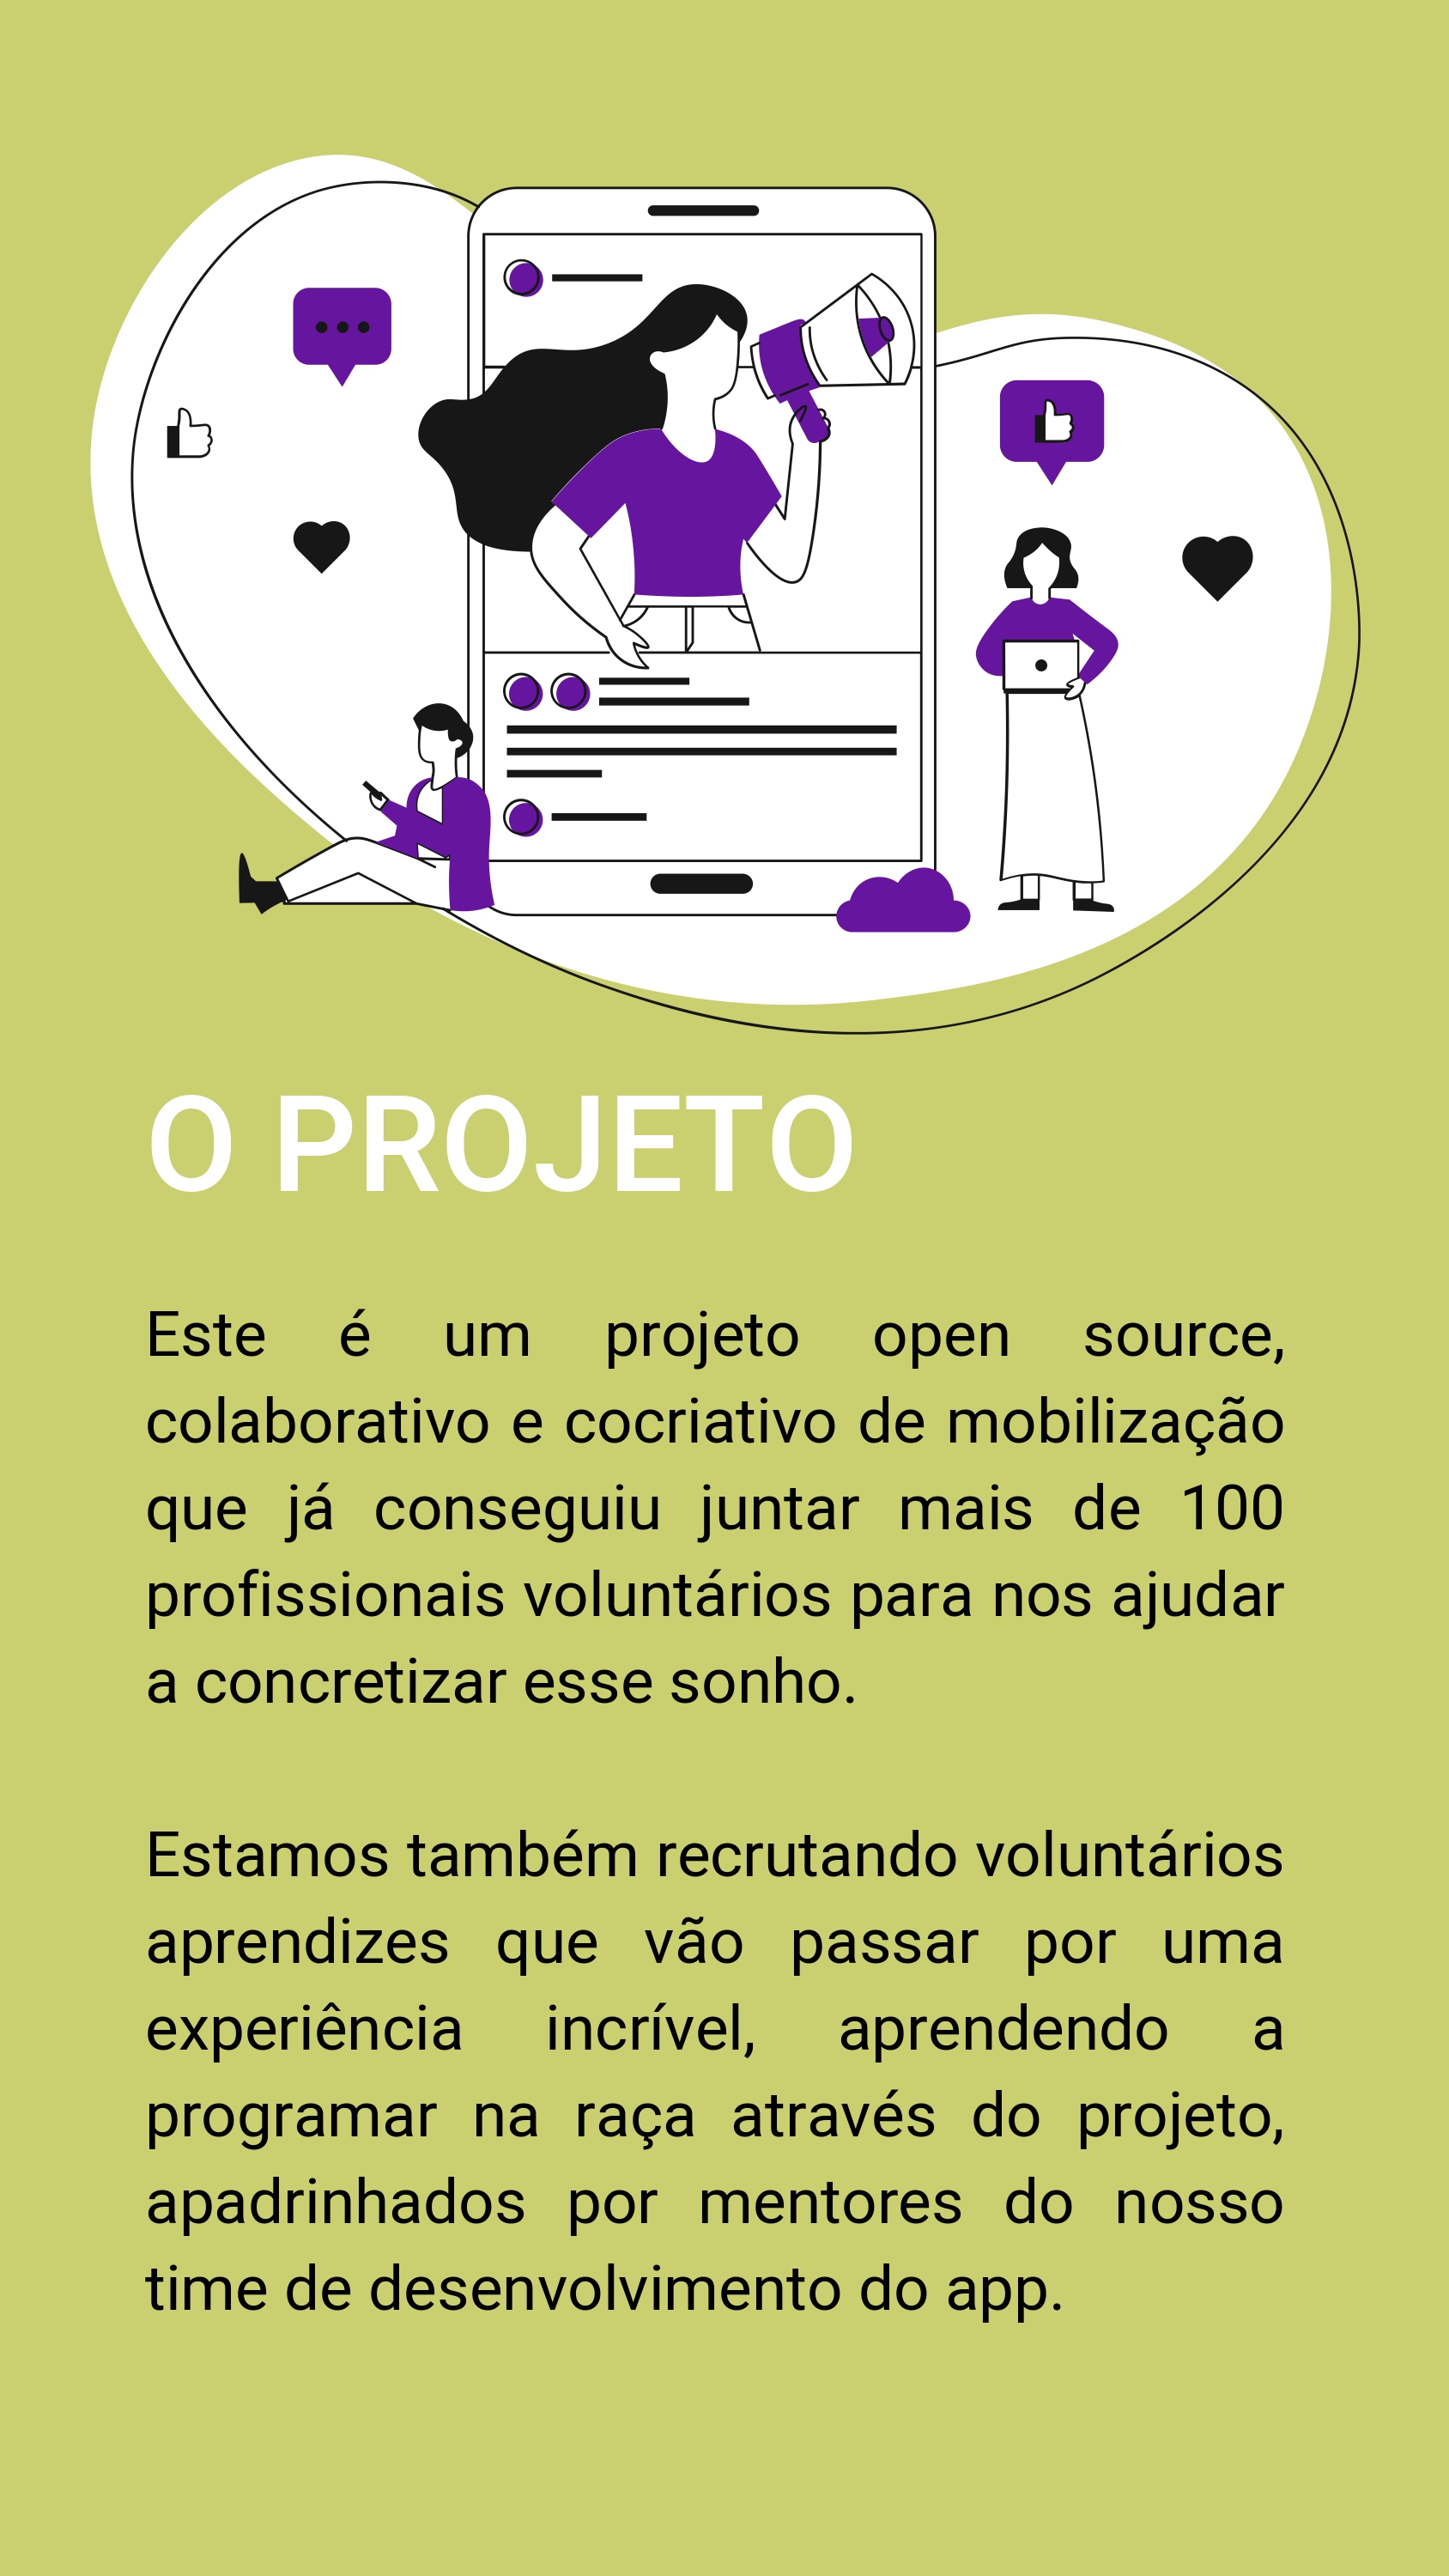 O PROJETO
Este é um projeto open source,
colaborativo e cocriativo de mobilização
que já conseguiu juntar mais de 100
profissionais voluntários para nos ajudar
a concretizar esse sonho.
Estamos também recrutando voluntários
aprendizes que vão passar por uma
experiência incrível, aprendendo a
programar na raça através do projeto,
apadrinhados por mentores do nosso
time de desenvolvimento do app.